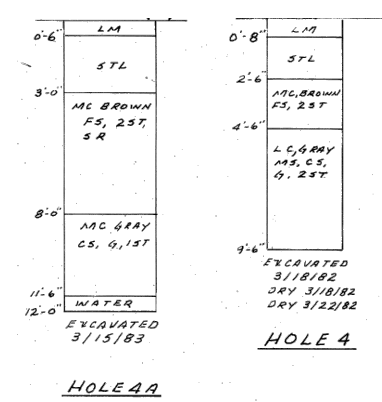 LM
0'-6"
STL
3'-0"
MC BROWN
FS, 2ST,
SR
8'-0"
MC GRAY
CS, G, 1ST
11'-6"
WATER
12'-0"
EXCAVATED
3/15/83
HOLE 4A
LM
0'-8"
STL
2'-6"
MC, BROWN
FS, 2ST
4'-6"
LC, GRAY
MS, CS,
G, 2ST
9'-6"
EXCAVATED
3/18/82
DRY 3/18/82
DRY 3/22/82
HOLE 4